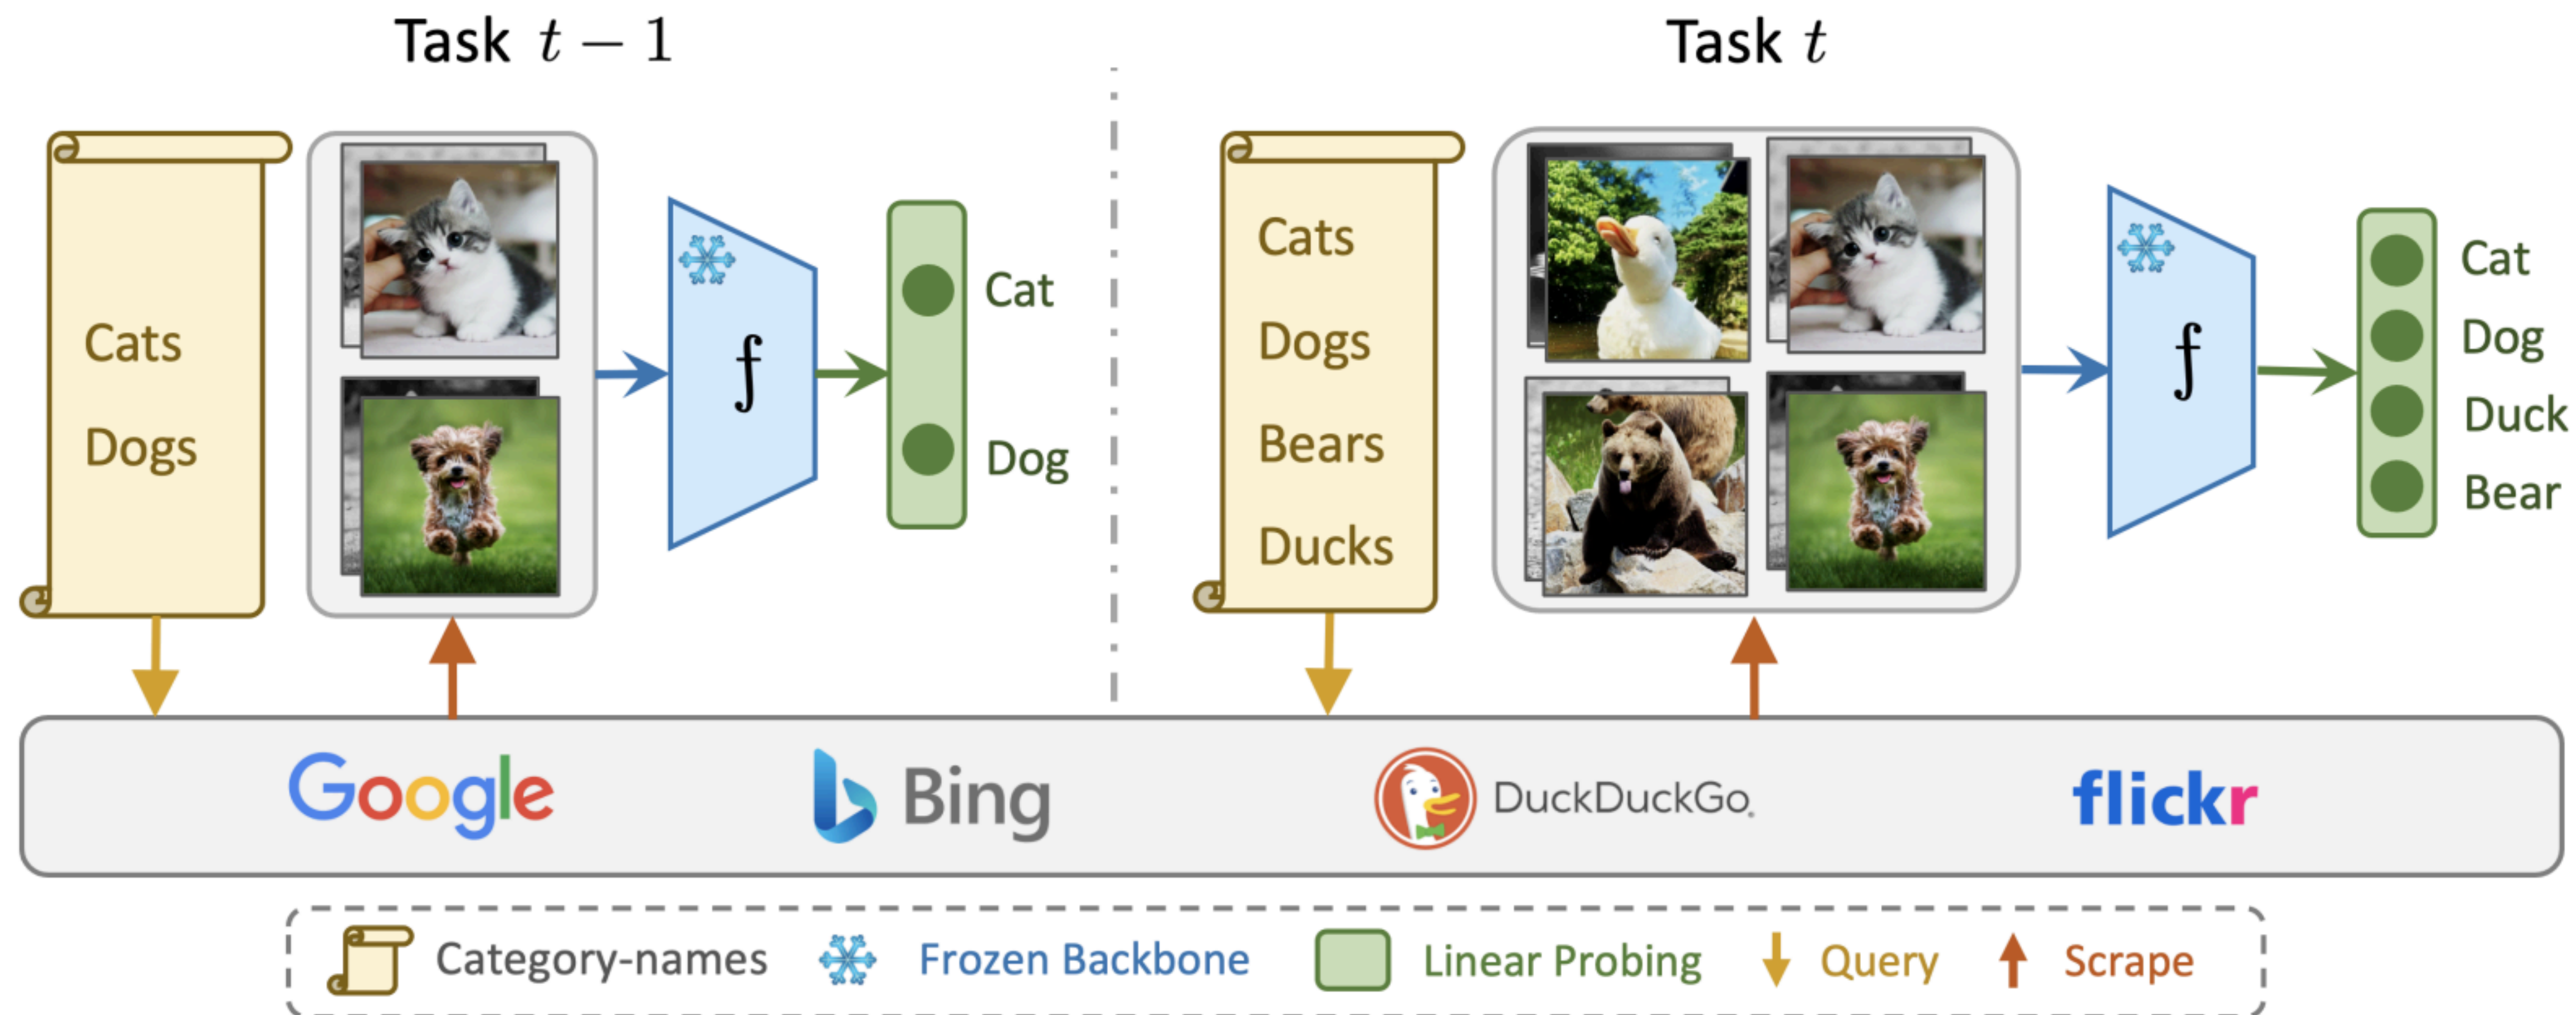 Task t − 1
Cats
Dogs
f
Cat
Dog
Task t
Cats
Dogs
Bears
Ducks
f
Cat
Dog
Duck
Bear
Google
Bing
DuckDuckGo.
flickr
Category-names
Frozen Backbone
Linear Probing
Query
Scrape